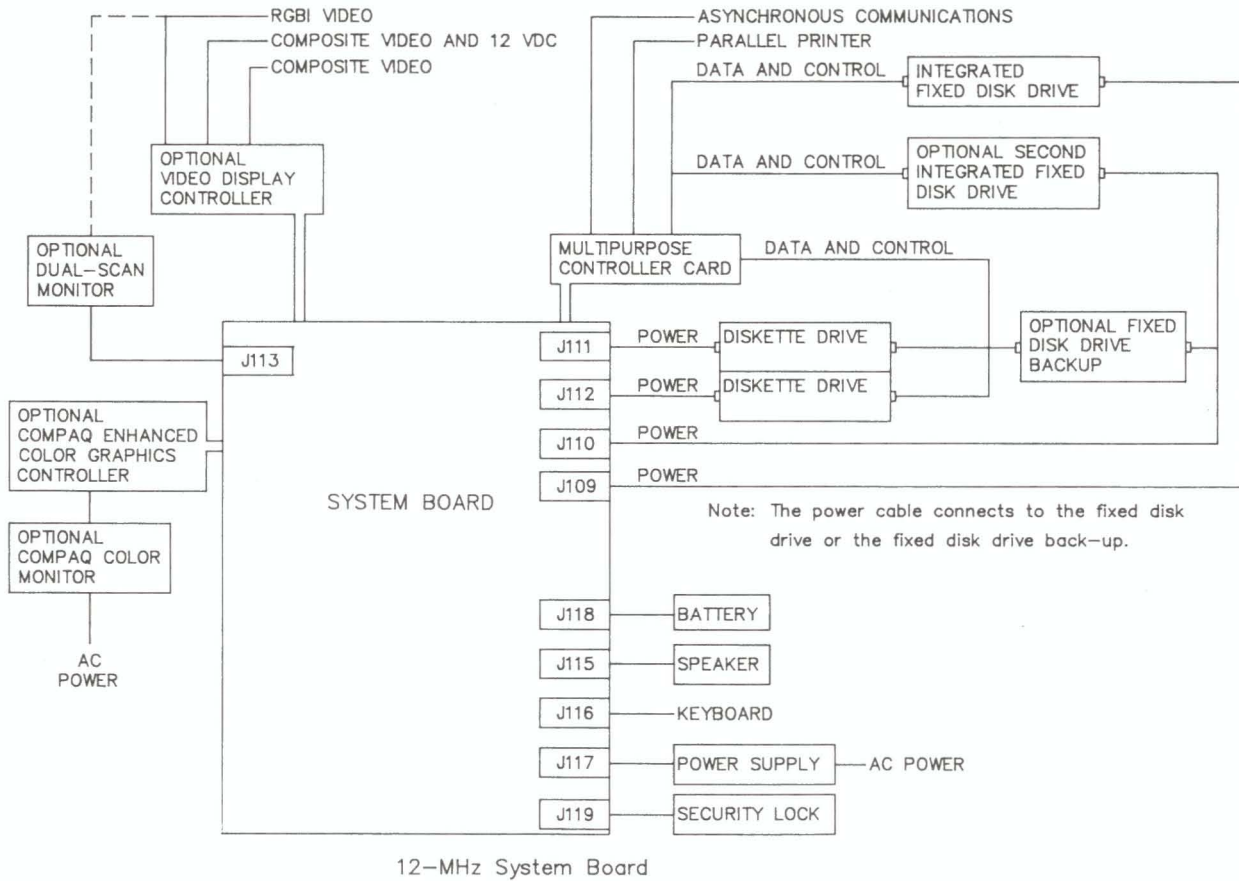 RGBI VIDEO
COMPOSITE VIDEO AND 12 VDC
COMPOSITE VIDEO
ASYNCHRONOUS COMMUNICATIONS
PARALLEL PRINTER
DATA AND CONTROL
INTEGRATED
FIXED DISK DRIVE
OPTIONAL
VIDEO DISPLAY
CONTROLLER
DATA AND CONTROL
OPTIONAL SECOND
INTEGRATED FIXED
DISK DRIVE
OPTIONAL
DUAL-SCAN
MONITOR
MULTIPURPOSE
CONTROLLER CARD
DATA AND CONTROL
J113
J111
POWER
DISKETTE DRIVE
OPTIONAL FIXED
DISK DRIVE
BACKUP
J112
POWER
DISKETTE DRIVE
OPTIONAL
COMPAQ ENHANCED
COLOR GRAPHICS
CONTROLLER
J110
POWER
J109
POWER
SYSTEM BOARD
Note: The power cable connects to the fixed disk
drive or the fixed disk drive back-up.
OPTIONAL
COMPAQ COLOR
MONITOR
AC
POWER
J118
BATTERY
J115
SPEAKER
J116
KEYBOARD
J117
POWER SUPPLY
AC POWER
J119
SECURITY LOCK
12-MHz System Board